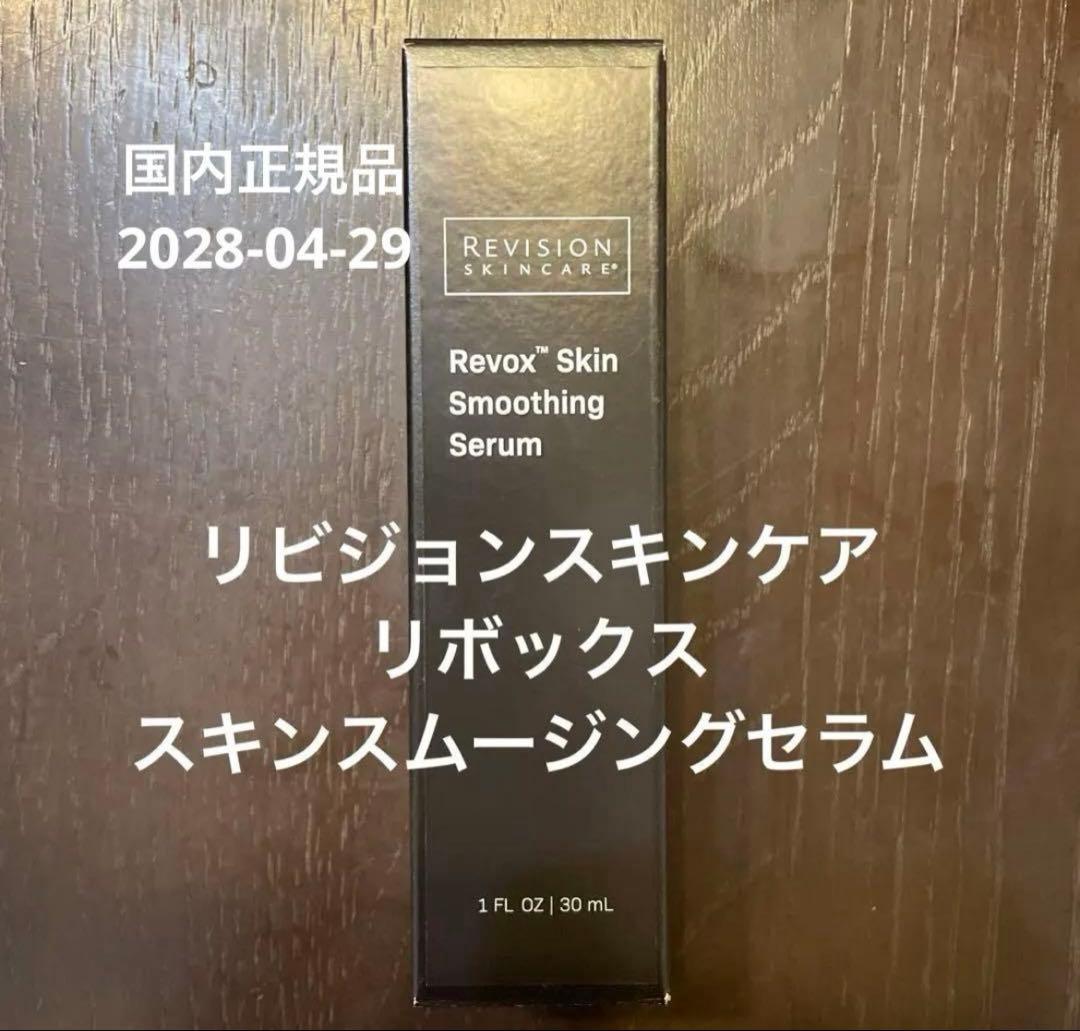 国内正規品
2028-04-29
REVISION
SKINCARE®
Revox™ Skin
Smoothing
Serum
リビジョンスキンケア
リボックス
スキンスムージングセラム
1 FL OZ | 30 mL